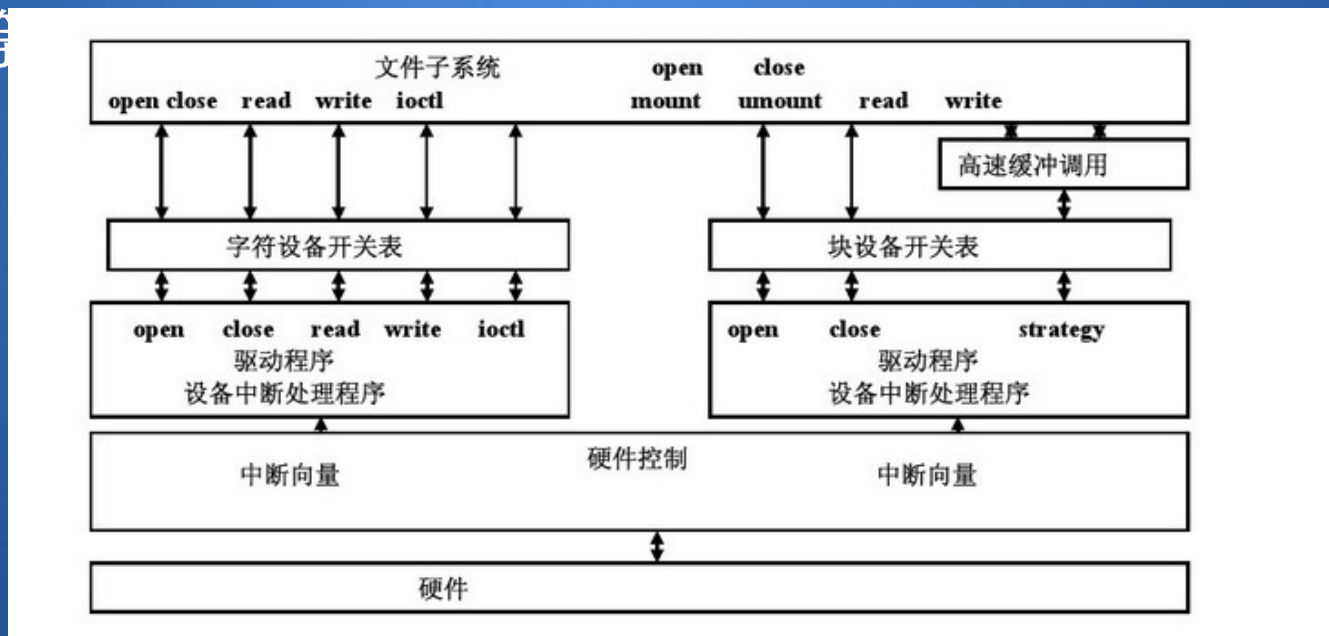 文件子系统 open close
open close read write ioctl mount umount read write
高速缓冲调用
字符设备开关表 块设备开关表
open close read write ioctl open close strategy
驱动程序 驱动程序
设备中断处理程序 设备中断处理程序
硬件控制
中断向量 中断向量
硬件